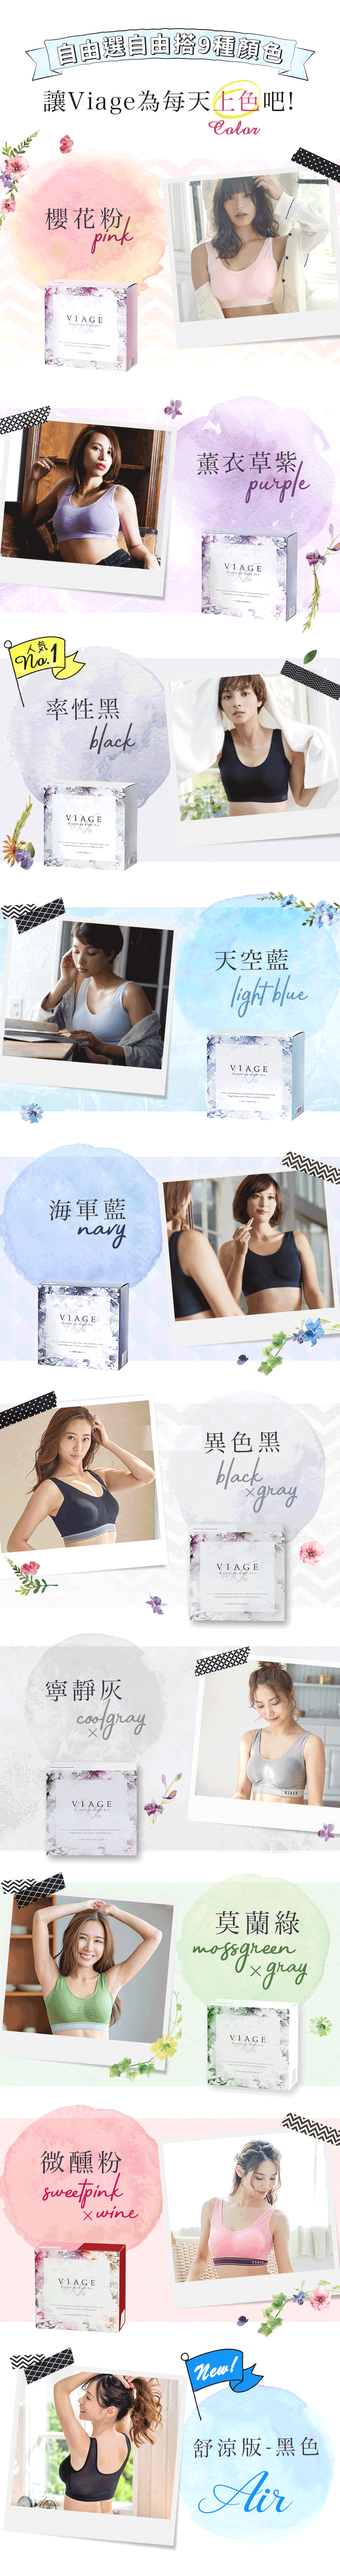 自由選自由搭9種顏色
讓Viage為每天上色吧!
Color
櫻花粉
pink
VIAGE
薰衣草紫
purple
VIAGE
人気
No.1
率性黑
black
VIAGE
天空藍
light blue
VIAGE
海軍藍
navy
VIAGE
異色黑
black
×gray
VIAGE
寧靜灰
coolgray
×
VIAGE
VIAGE
莫蘭綠
mossgreen
×gray
VIAGE
微醺粉
sweetpink
×wine
VIAGE
VIAGE
New!
舒涼版-黑色
Air